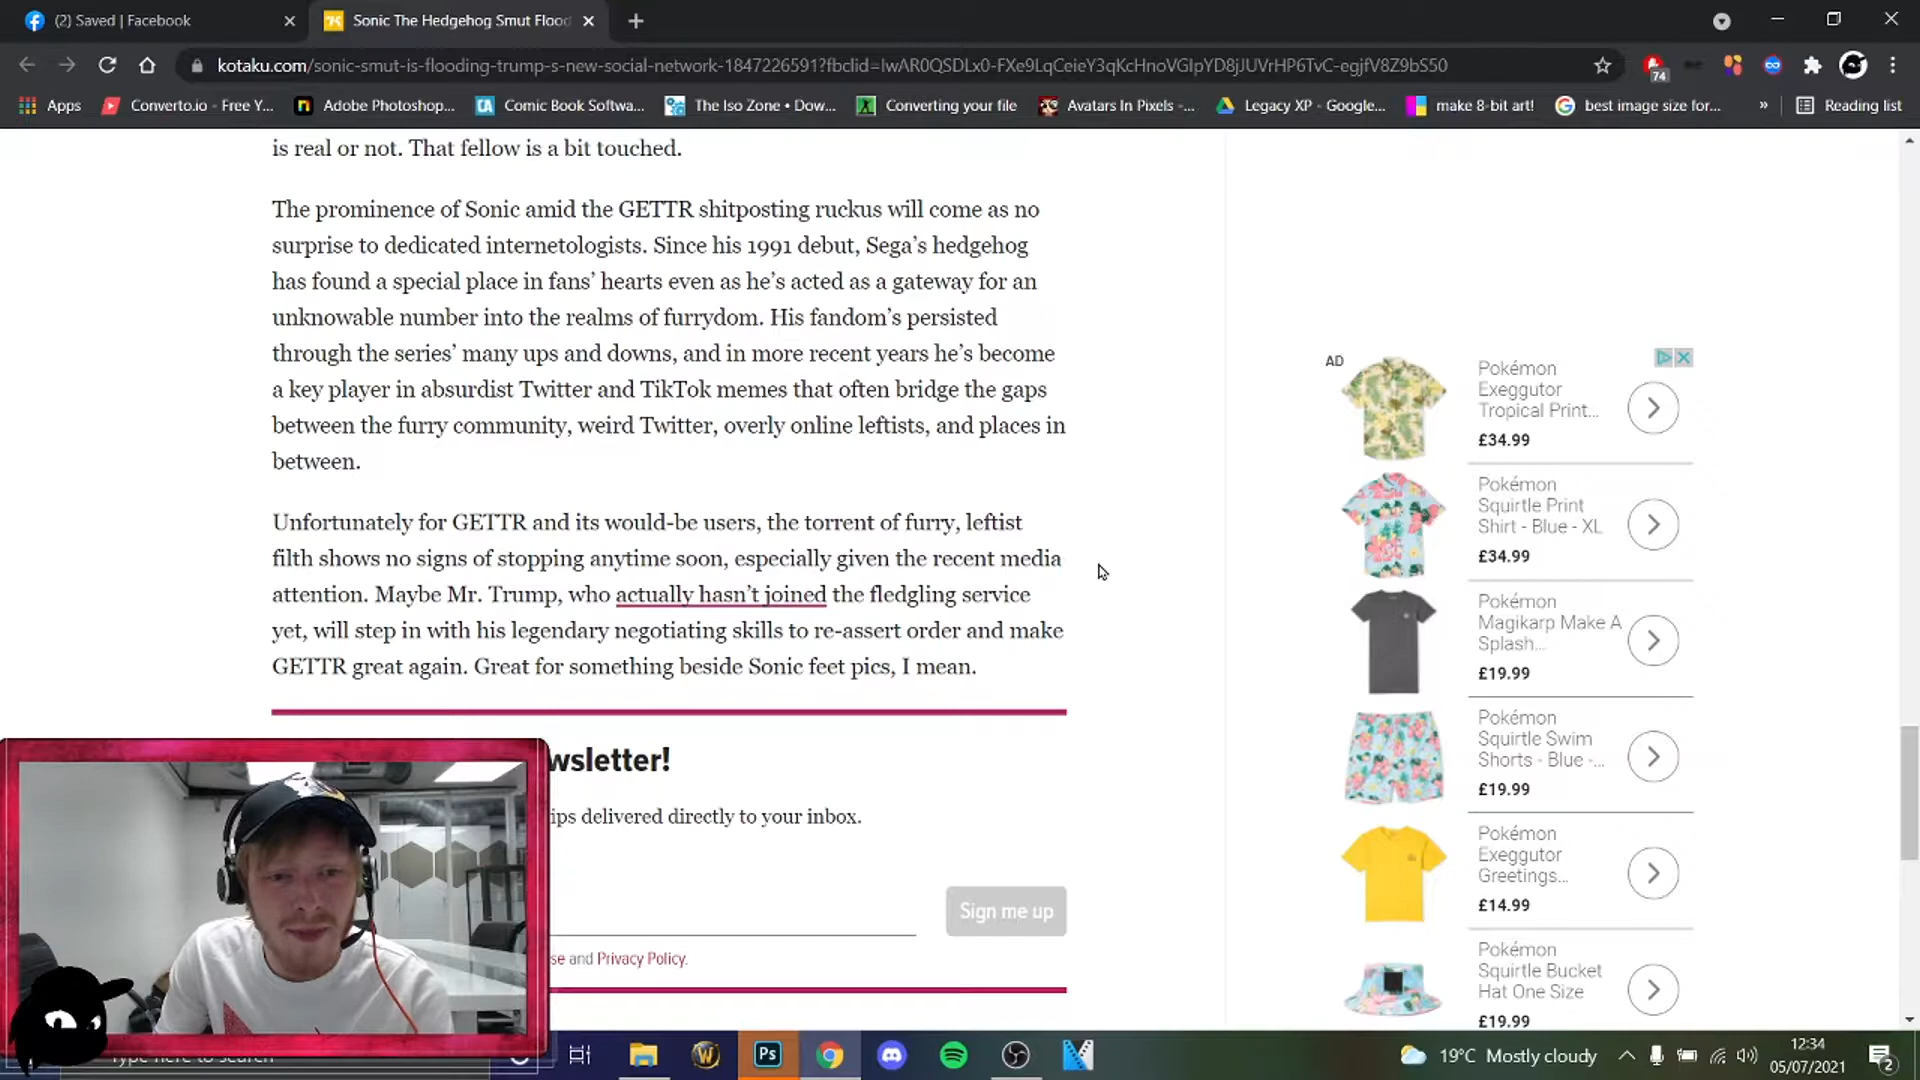 (2) Saved | Facebook
Sonic The Hedgehog Smut Flood
kotaku.com/sonic-smut-is-flooding-trump-s-new-social-network-1847226591?fbclid=IwAR0QSDLx0-FXe9LqCeieY3qKcHnoVGlpYD8jJUVrHP6TvC-egjfV8Z9bS50
74
Apps
Converto.io - Free Y...
Adobe Photoshop...
Comic Book Softwa...
The Iso Zone • Dow...
Converting your file
Avatars In Pixels -...
Legacy XP - Google...
make 8-bit art!
best image size for...
»
Reading list
is real or not. That fellow is a bit touched.
The prominence of Sonic amid the GETTR shitposting ruckus will come as no
surprise to dedicated internetologists. Since his 1991 debut, Sega's hedgehog
has found a special place in fans' hearts even as he's acted as a gateway for an
unknowable number into the realms of furrydom. His fandom's persisted
through the series' many ups and downs, and in more recent years he's become
a key player in absurdist Twitter and TikTok memes that often bridge the gaps
between the furry community, weird Twitter, overly online leftists, and places in
between.
Unfortunately for GETTR and its would-be users, the torrent of furry, leftist
filth shows no signs of stopping anytime soon, especially given the recent media
attention. Maybe Mr. Trump, who actually hasn't joined the fledgling service
yet, will step in with his legendary negotiating skills to re-assert order and make
GETTR great again. Great for something beside Sonic feet pics, I mean.
wsletter!
ips delivered directly to your inbox.
Sign me up
se and Privacy Policy.
AD
Pokémon
Exeggutor
Tropical Print...
£34.99
Pokémon
Squirtle Print
Shirt - Blue - XL
£34.99
Pokémon
Magikarp Make A
Splash...
£19.99
Pokémon
Squirtle Swim
Shorts - Blue -...
£19.99
Pokémon
Exeggutor
Greetings...
£14.99
Pokémon
Squirtle Bucket
Hat One Size
£19.99
Type here to search
Ps
19°C Mostly cloudy
12:34
05/07/2021
2